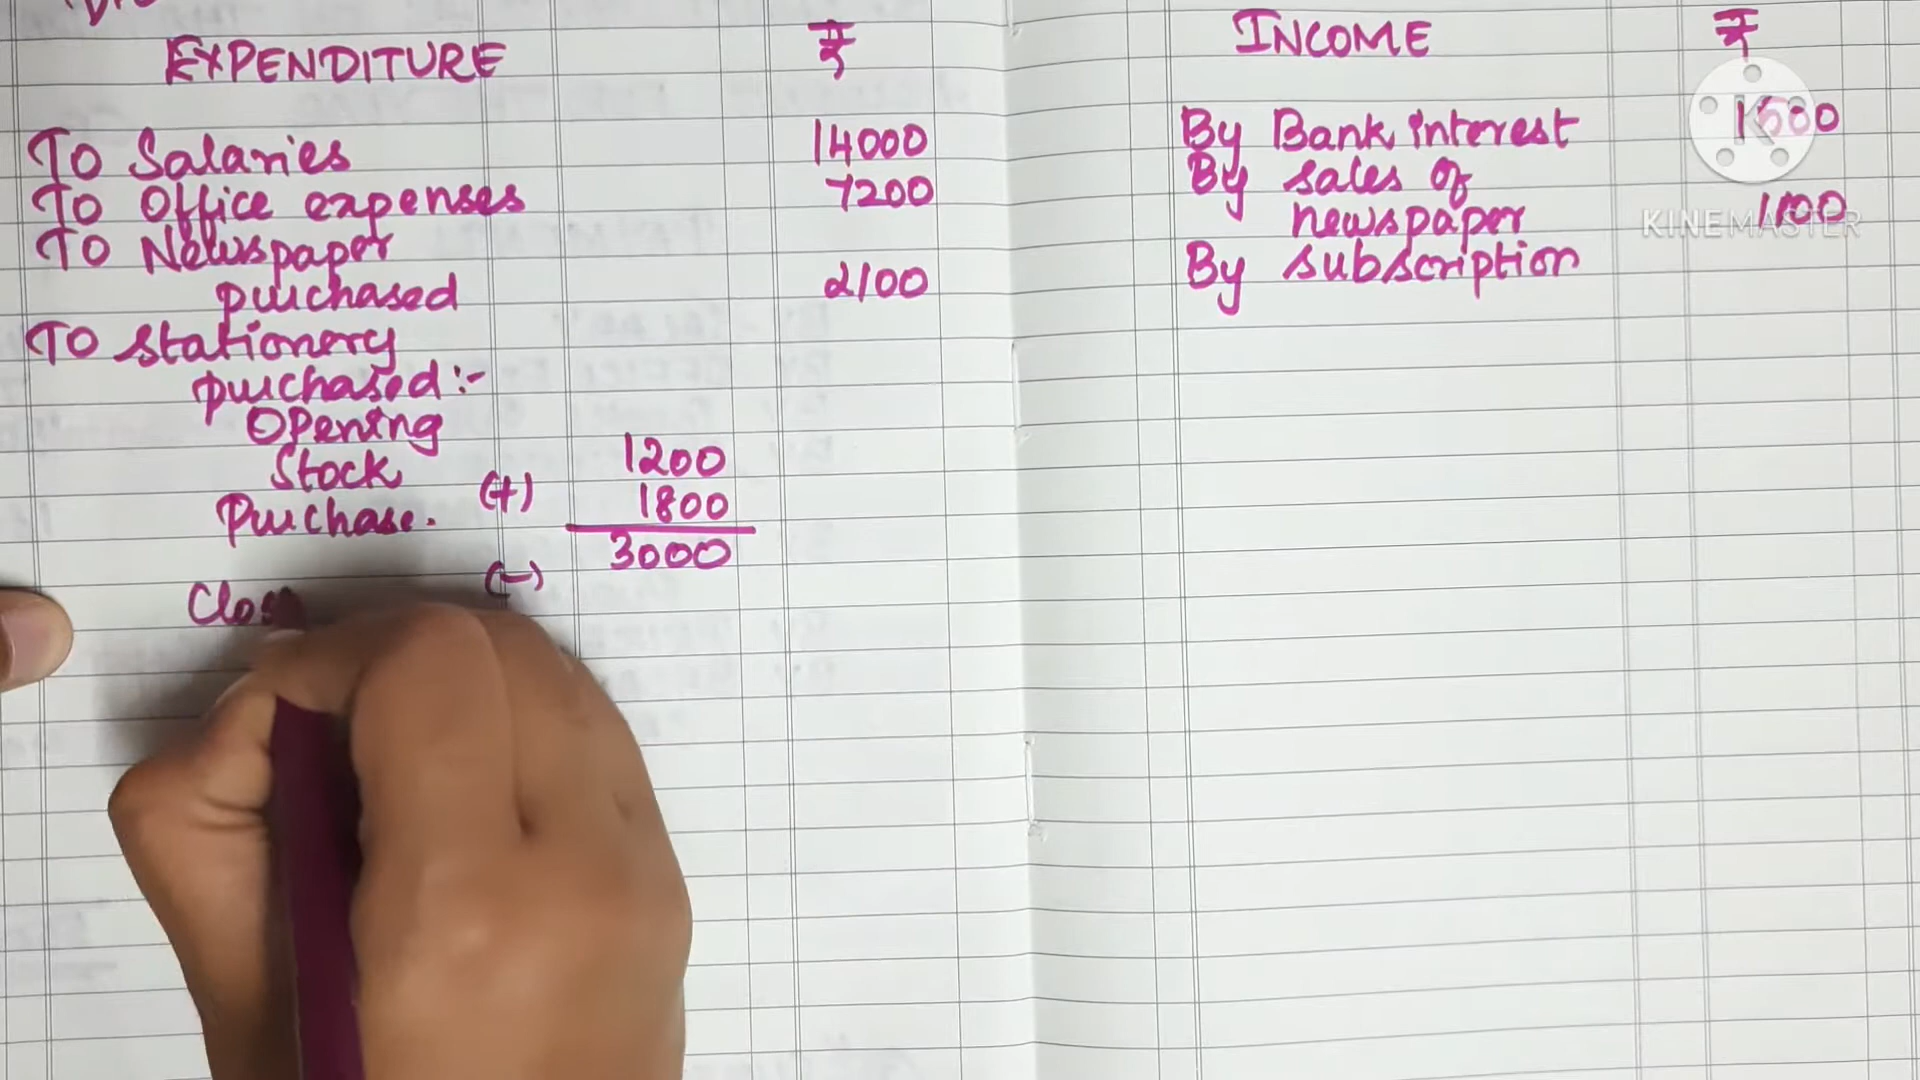 EXPENDITURE ₹
To Salaries 14000
To Office expenses 7200
To Newspaper
purchased 2100
To Stationery
purchased:-
Opening
Stock 1200
Purchase. (+) 1800
3000
(-)
Clos
INCOME ₹
By Bank interest
By sales of
newspaper
By subscription
K
KINEMASTER